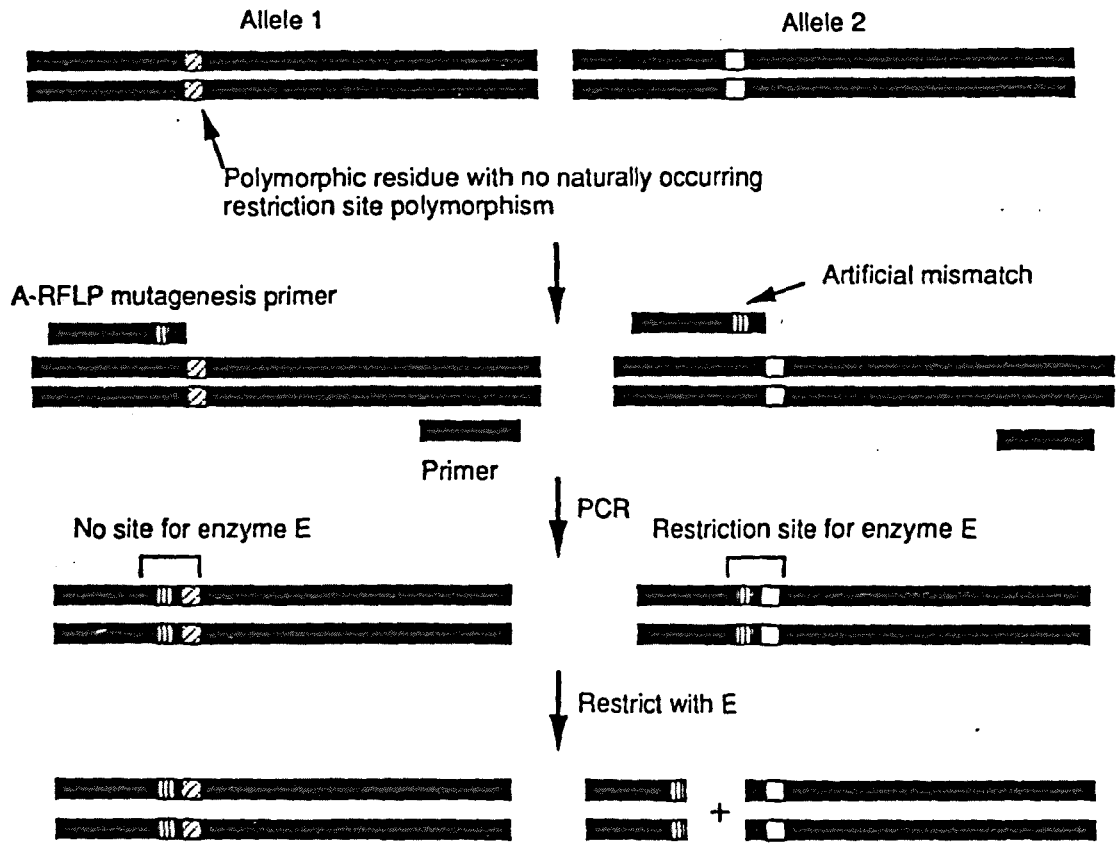 Allele 1
Allele 2
Polymorphic residue with no naturally occurring
restriction site polymorphism
A-RFLP mutagenesis primer
Artificial mismatch
Primer
PCR
No site for enzyme E
Restriction site for enzyme E
Restrict with E
+